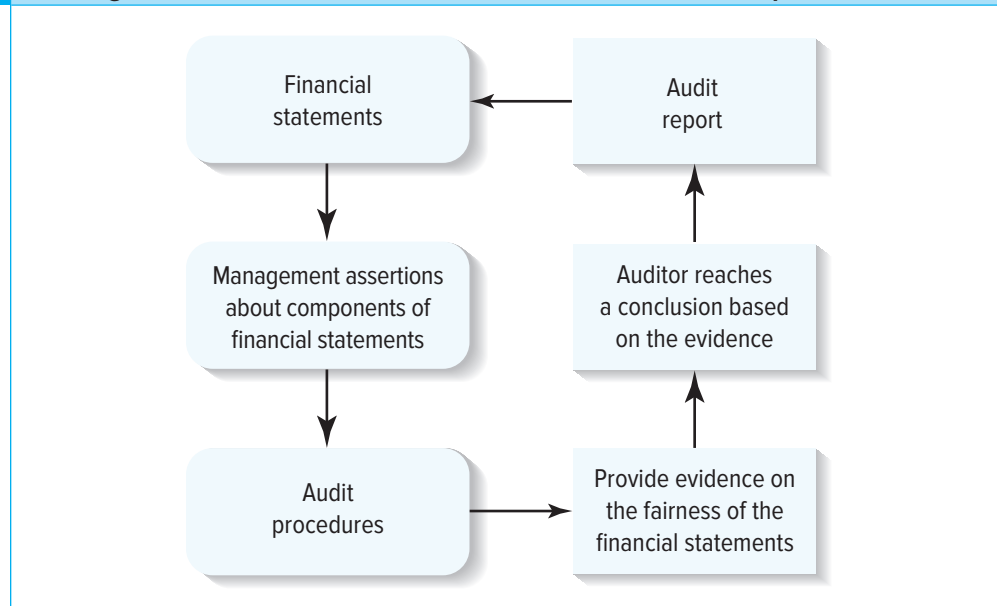 Financial
statements
Audit
report
Management assertions
about components of
financial statements
Auditor reaches
a conclusion based
on the evidence
Audit
procedures
Provide evidence on
the fairness of the
financial statements